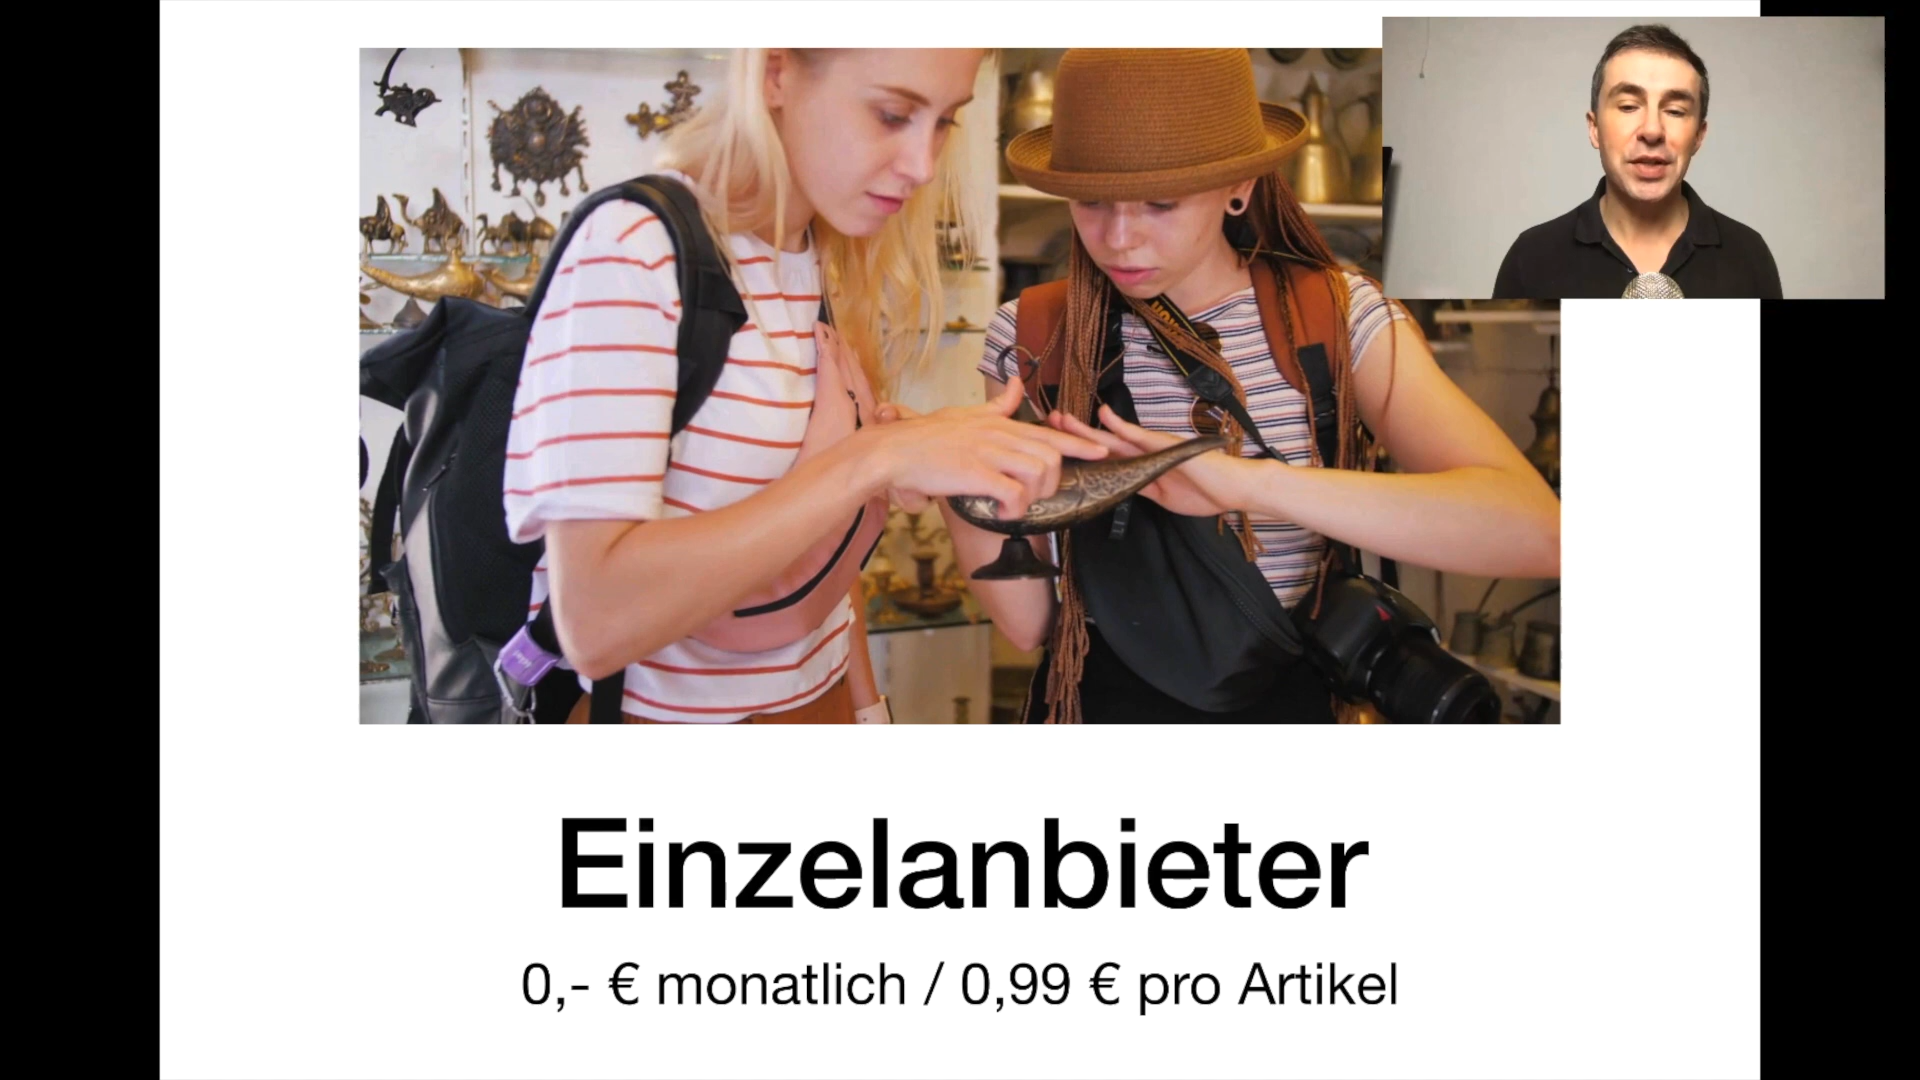 Einzelanbieter
0,- € monatlich / 0,99 € pro Artikel